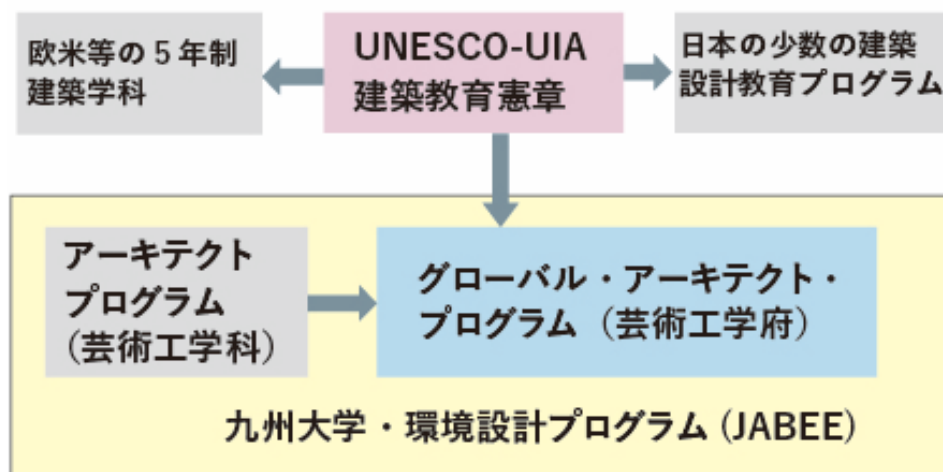 欧米等の5年制
建築学科
UNESCO-UIA
建築教育憲章
日本の少数の建築
設計教育プログラム
アーキテクト
プログラム
(芸術工学科)
グローバル・アーキテクト・
プログラム（芸術工学府）
九州大学・環境設計プログラム (JABEE)